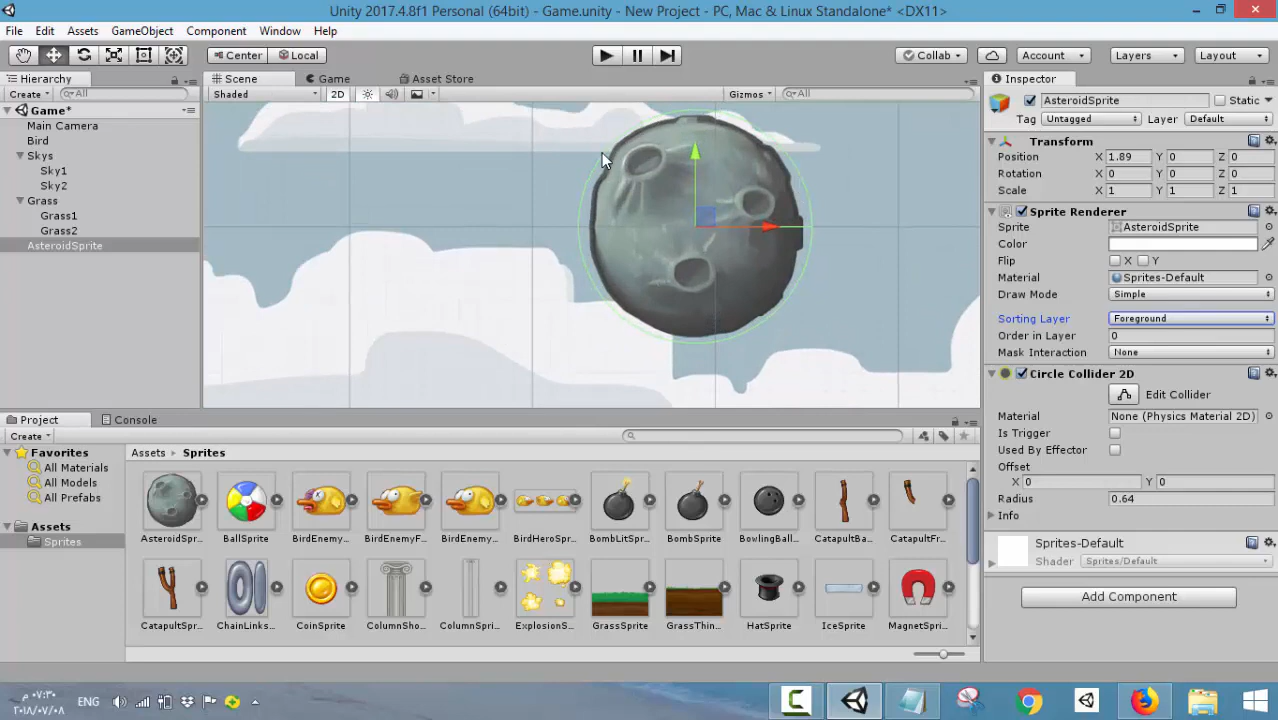 Unity 2017.4.8f1 Personal (64bit) - Game.unity - New Project - PC, Mac & Linux Standalone* <DX11>
File Edit Assets GameObject Component Window Help
Center Local Collab Account Layers Layout
Hierarchy Scene Game Asset Store Inspector
Create All Shaded 2D Gizmos All AsteroidSprite Static
Game*
Tag Untagged Layer Default
Main Camera
Bird
Skys
Sky1
Sky2
Grass
Grass1
Grass2
AsteroidSprite
Transform
Position X 1.89 Y 0 Z 0
Rotation X 0 Y 0 Z 0
Scale X 1 Y 1 Z 1
Sprite Renderer
Sprite AsteroidSprite
Color
Flip X Y
Material Sprites-Default
Draw Mode Simple
Sorting Layer Foreground
Order in Layer 0
Mask Interaction None
Circle Collider 2D
Edit Collider
Material None (Physics Material 2D)
Is Trigger
Used By Effector
Offset
X 0 Y 0
Radius 0.64
Info
Sprites-Default
Shader Sprites/Default
Add Component
Project Console
Create
Favorites
All Materials
All Models
All Prefabs
Assets
Sprites
Assets Sprites
AsteroidSpr... BallSprite BirdEnemy... BirdEnemyF... BirdEnemy... BirdHeroSpr... BombLitSpr... BombSprite BowlingBall... CatapultBa... CatapultFr...
CatapultSpr... ChainLinks... CoinSprite ColumnSho... ColumnSpri... ExplosionS... GrassSprite GrassThin... HatSprite IceSprite MagnetSpri...
ENG
٠٧:٣٠ م
٢٠١٨/٠٧/٠٨